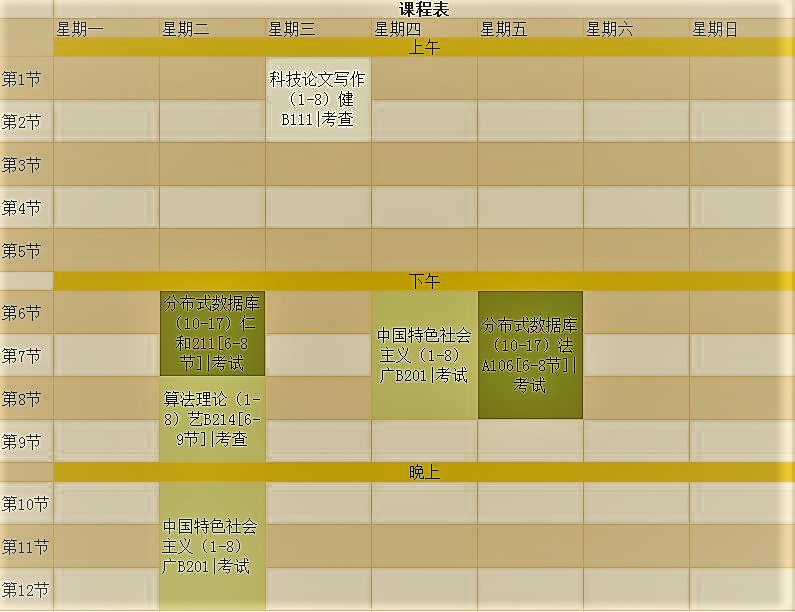 课程表
星期一 星期二 星期三 星期四 星期五 星期六 星期日
上午
第1节
科技论文写作
（1-8）健
B111|考查
第2节
第3节
第4节
第5节
下午
第6节
分布式数据库
（10-17）仁
和211[6-8
节]|考试
第7节
中国特色社会
主义（1-8）
广B201|考试
分布式数据库
（10-17）法
A106[6-8节]|
考试
第8节
算法理论（1-
8）艺B214[6-
9节]|考查
第9节
晚上
第10节
第11节
中国特色社会
主义（1-8）
广B201|考试
第12节